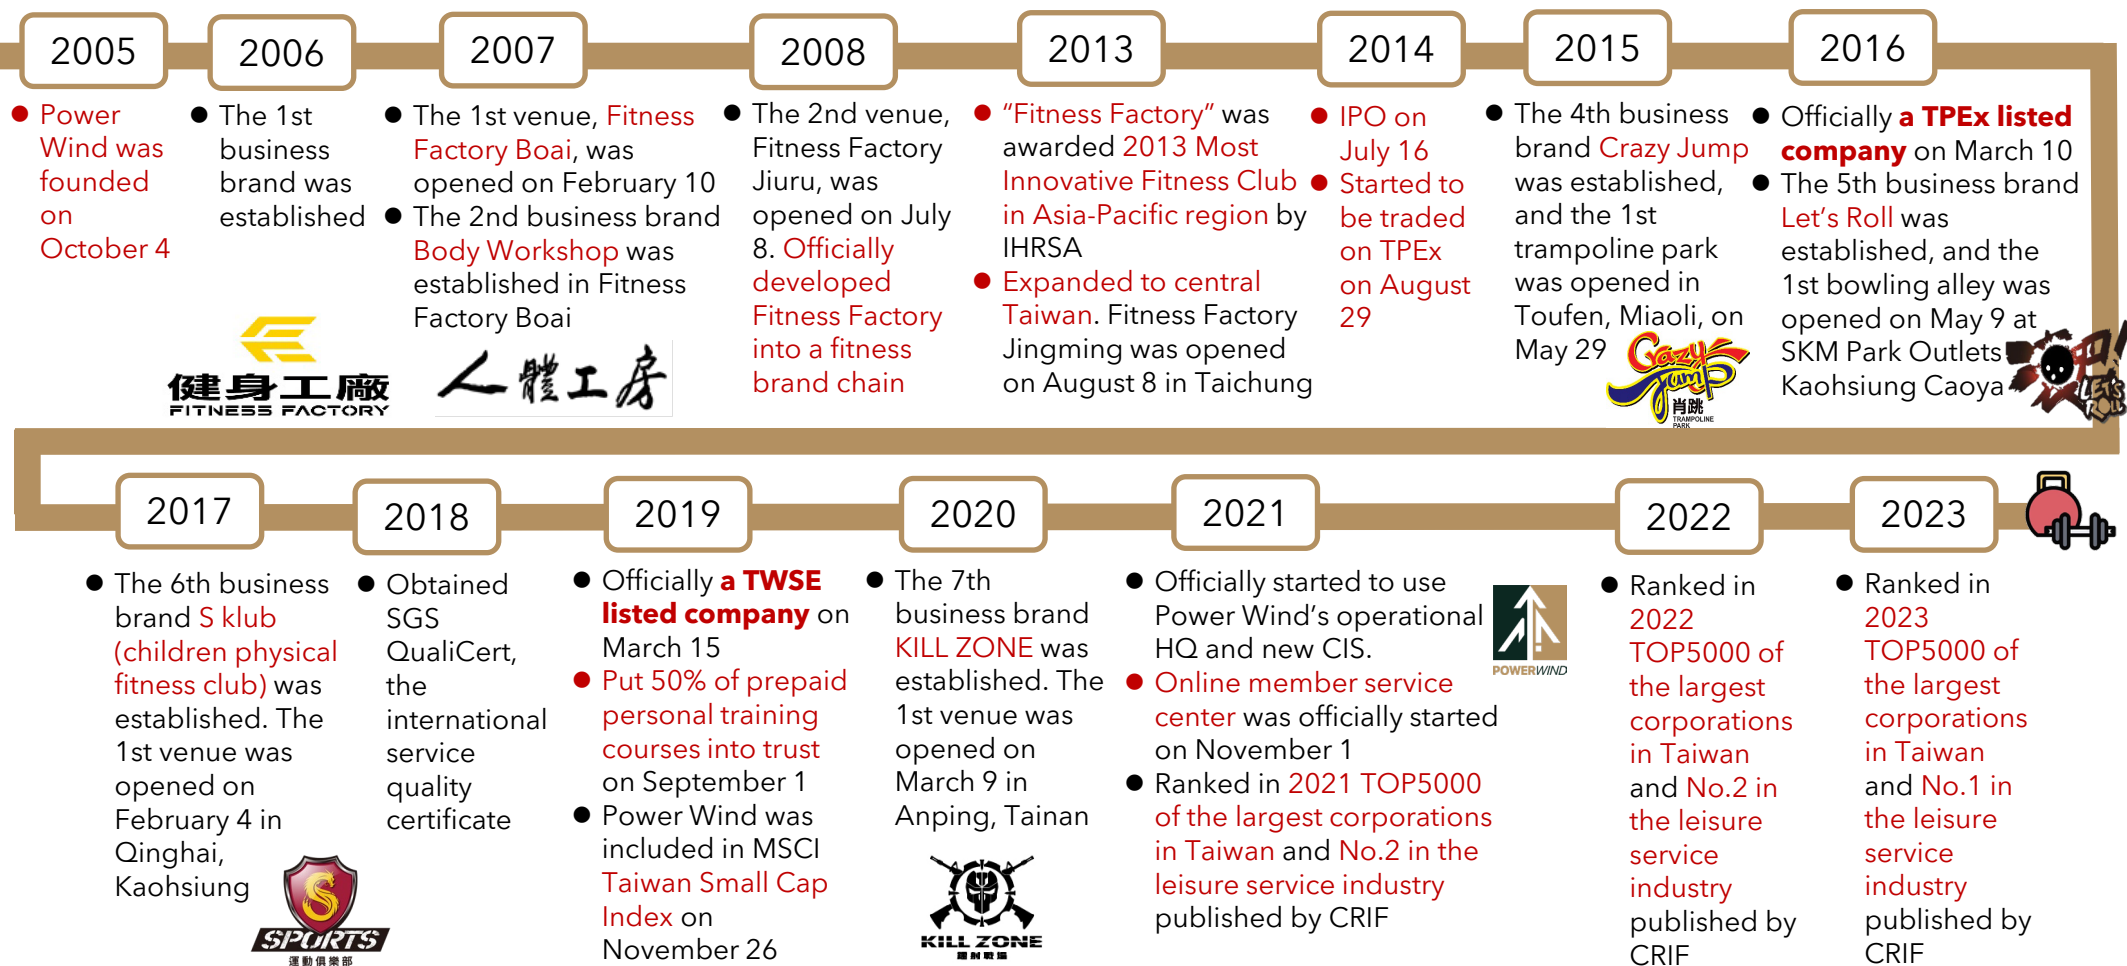 2005
● Power
Wind was
founded
on
October 4
2006
● The 1st
business
brand was
established
健身工廠
FITNESS FACTORY
2007
● The 1st venue, Fitness
Factory Boai, was
opened on February 10
● The 2nd business brand
Body Workshop was
established in Fitness
Factory Boai
人體工房
2008
● The 2nd venue,
Fitness Factory
Jiuru, was
opened on July
8. Officially
developed
Fitness Factory
into a fitness
brand chain
2013
● “Fitness Factory” was
awarded 2013 Most
Innovative Fitness Club
in Asia-Pacific region by
IHRSA
● Expanded to central
Taiwan. Fitness Factory
Jingming was opened
on August 8 in Taichung
2014
● IPO on
July 16
● Started to
be traded
on TPEx
on August
29
2015
● The 4th business
brand Crazy Jump
was established,
and the 1st
trampoline park
was opened in
Toufen, Miaoli, on
May 29
Crazy
Jump
肖跳
TRAMPOLINE
PARK
2016
● Officially a TPEx listed
company on March 10
● The 5th business brand
Let’s Roll was
established, and the
1st bowling alley was
opened on May 9 at
SKM Park Outlets
Kaohsiung Caoya
LET'S
ROLL
2017
● The 6th business
brand S klub
(children physical
fitness club) was
established. The
1st venue was
opened on
February 4 in
Qinghai,
Kaohsiung
S
SPORTS
運動俱樂部
2018
● Obtained
SGS
QualiCert,
the
international
service
quality
certificate
2019
● Officially a TWSE
listed company on
March 15
● Put 50% of prepaid
personal training
courses into trust
on September 1
● Power Wind was
included in MSCI
Taiwan Small Cap
Index on
November 26
2020
● The 7th
business brand
KILL ZONE was
established. The
1st venue was
opened on
March 9 in
Anping, Tainan
KILL ZONE
鐳射戰場
2021
● Officially started to use
Power Wind’s operational
HQ and new CIS.
● Online member service
center was officially started
on November 1
● Ranked in 2021 TOP5000
of the largest corporations
in Taiwan and No.2 in the
leisure service industry
published by CRIF
POWERWIND
2022
● Ranked in
2022
TOP5000 of
the largest
corporations
in Taiwan
and No.2 in
the leisure
service
industry
published by
CRIF
2023
● Ranked in
2023
TOP5000 of
the largest
corporations
in Taiwan
and No.1 in
the leisure
service
industry
published by
CRIF